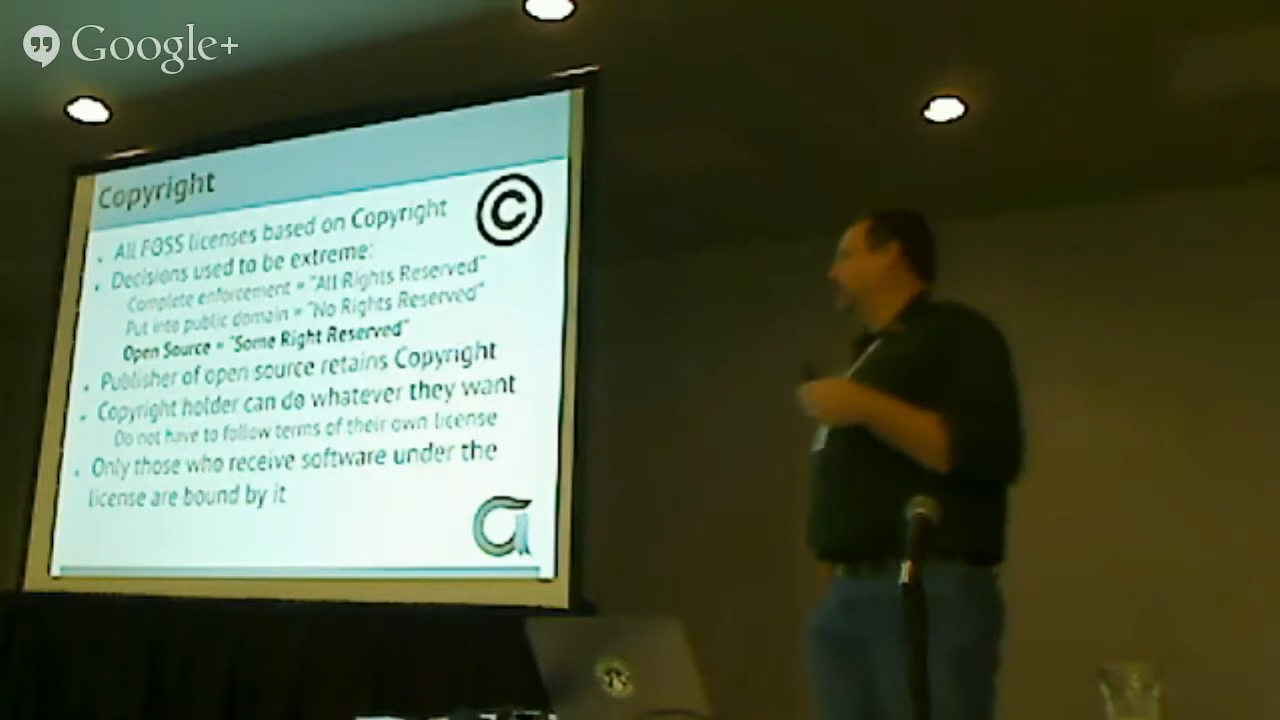 Google+
Copyright
©
All FOSS licenses based on Copyright
Decisions used to be extreme:
Complete enforcement = "All Rights Reserved"
Put into public domain = "No Rights Reserved"
Open Source = "Some Right Reserved"
Publisher of open source retains Copyright
Copyright holder can do whatever they want
Do not have to follow terms of their own license
Only those who receive software under the
license are bound by it